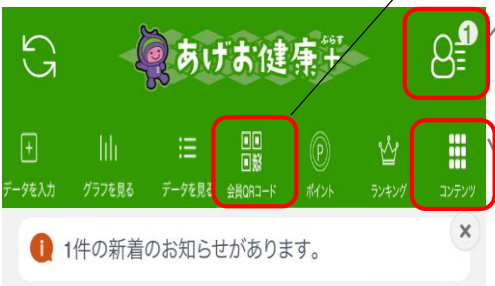 ぷらす
あげお健康+
1
データを入力 グラフを見る データを見る 会員QRコード ポイント ランキング コンテンツ
1件の新着のお知らせがあります。